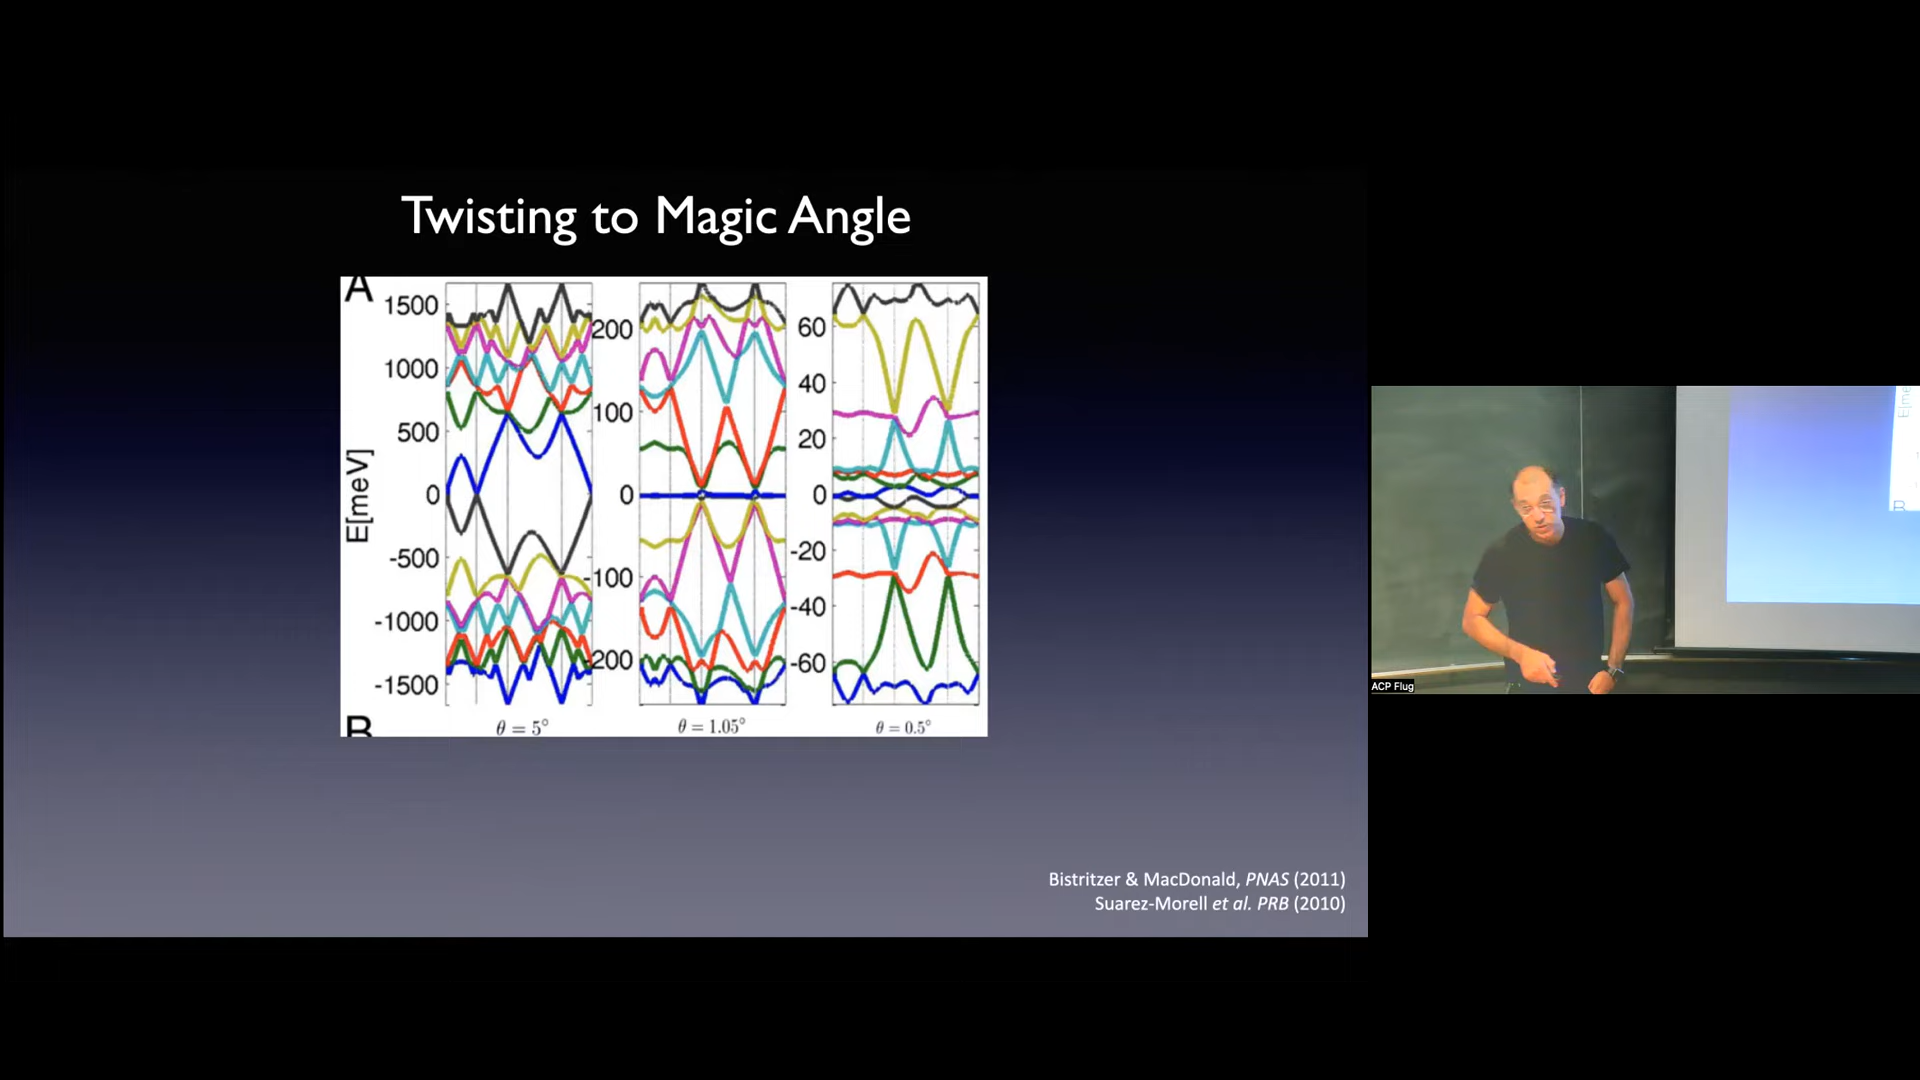 Twisting to Magic Angle
A
E[meV]
1500
1000
500
0
-500
-1000
-1500
200
100
0
-100
-200
60
40
20
0
-20
-40
-60
θ = 5°
θ = 1.05°
θ = 0.5°
B
Bistritzer & MacDonald, PNAS (2011)
Suarez-Morell et al. PRB (2010)
ACP Flug